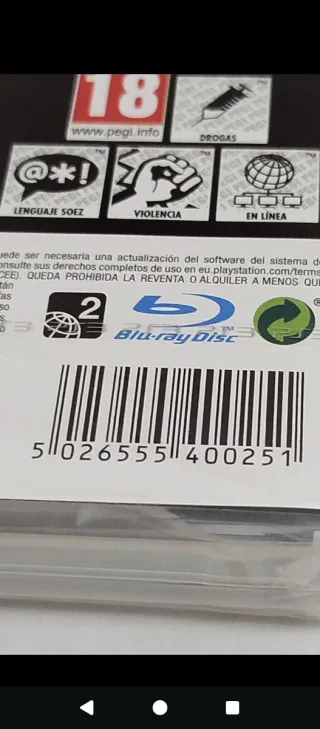 18
www.pegi.info
DROGAS
@*!
LENGUAJE SOEZ
VIOLENCIA
EN LÍNEA
uede ser necesaria una actualización del software del sistema de
onsulte sus derechos completos de uso en eu.playstation.com/terms
CEE). QUEDA PROHIBIDA LA REVENTA O ALQUILER A MENOS QUE
2
Blu-ray Disc™
®
5 026555 400251